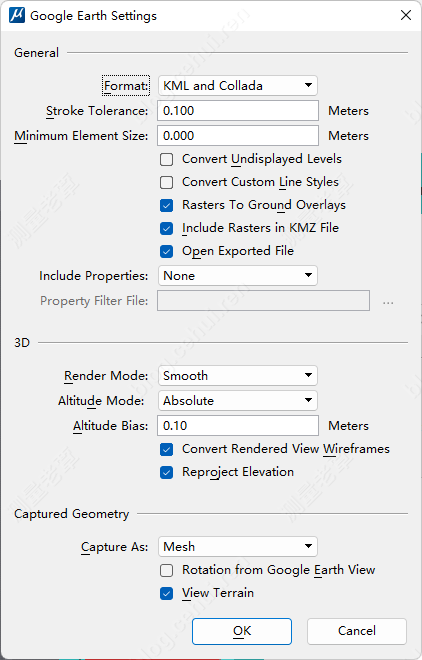 Google Earth Settings
General
Format: KML and Collada
Stroke Tolerance: 0.100 Meters
Minimum Element Size: 0.000 Meters
Convert Undisplayed Levels
Convert Custom Line Styles
Rasters To Ground Overlays
Include Rasters in KMZ File
Open Exported File
Include Properties: None
Property Filter File: ...
3D
Render Mode: Smooth
Altitude Mode: Absolute
Altitude Bias: 0.10 Meters
Convert Rendered View Wireframes
Reproject Elevation
Captured Geometry
Capture As: Mesh
Rotation from Google Earth View
View Terrain
OK Cancel